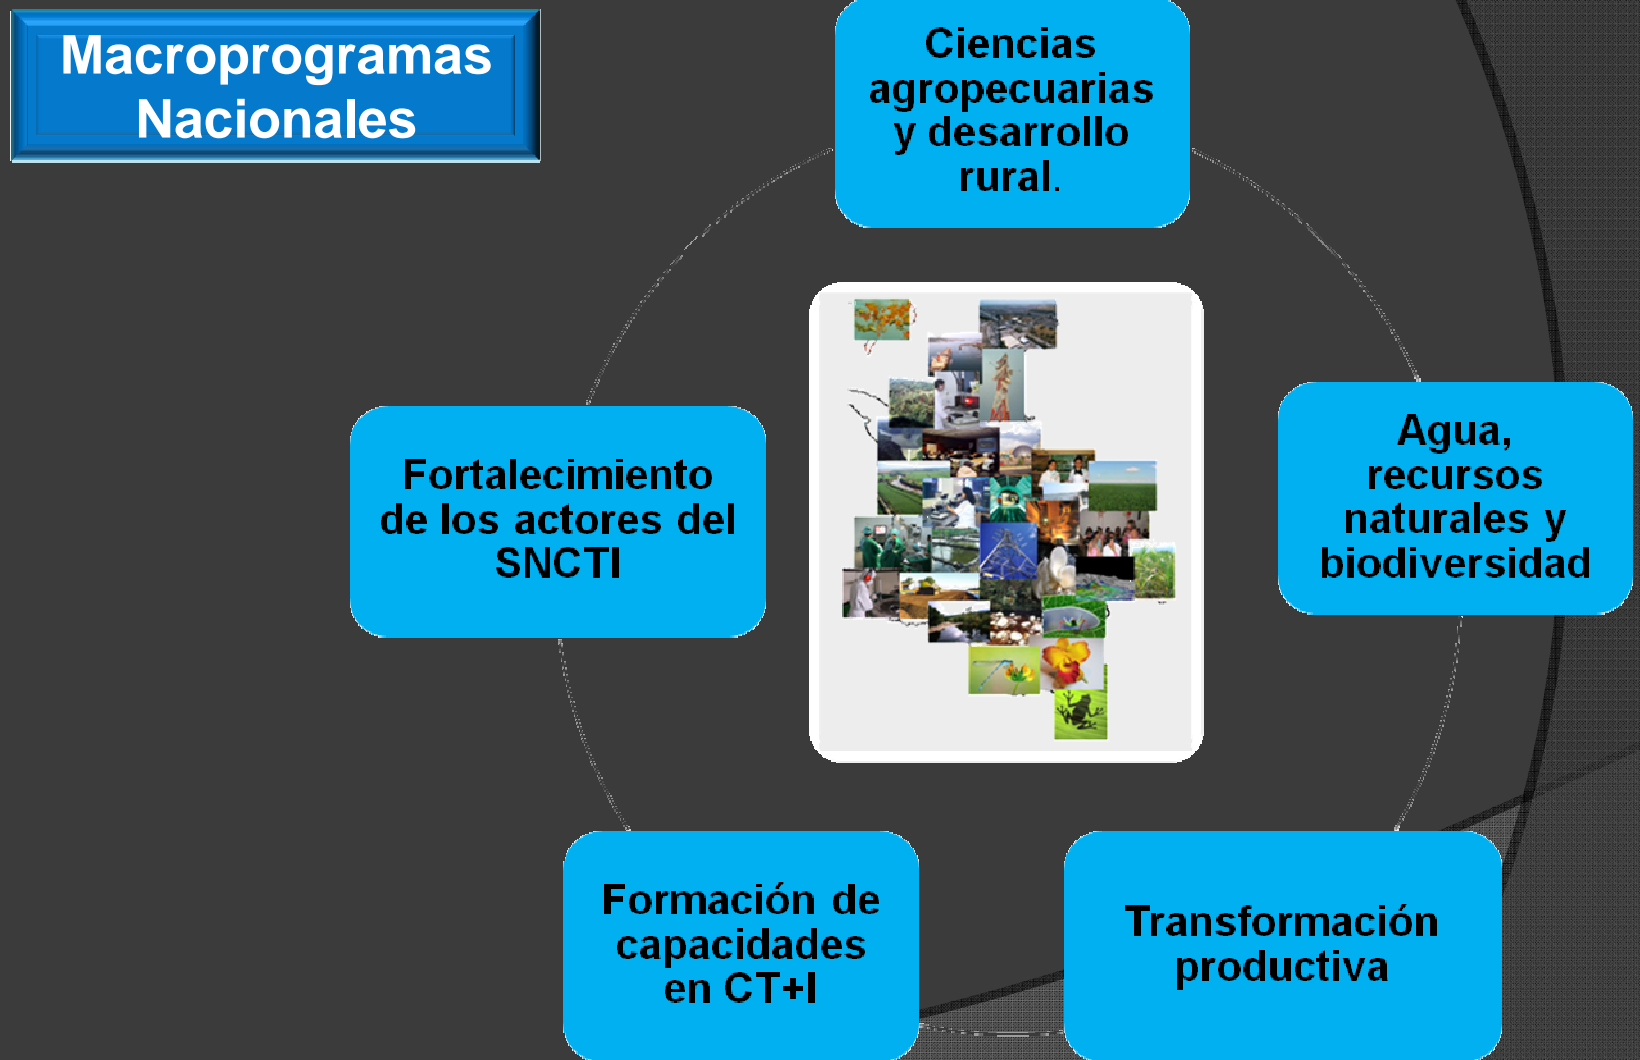 Macroprogramas
Nacionales
Ciencias
agropecuarias
y desarrollo
rural.
Agua,
recursos
naturales y
biodiversidad
Transformación
productiva
Formación de
capacidades
en CT+I
Fortalecimiento
de los actores del
SNCTI